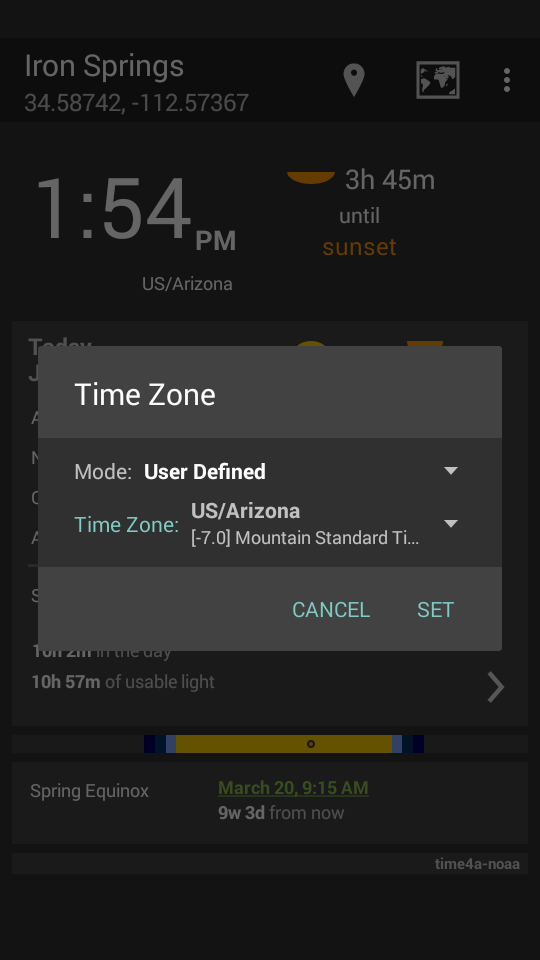 Iron Springs
34.58742, -112.57367
1:54 PM
US/Arizona
3h 45m
until
sunset
Today
Time Zone
Mode: User Defined
Time Zone: US/Arizona
[-7.0] Mountain Standard Ti...
CANCEL SET
10h 2m in the day
10h 57m of usable light
Spring Equinox
March 20, 9:15 AM
9w 3d from now
time4a-noaa